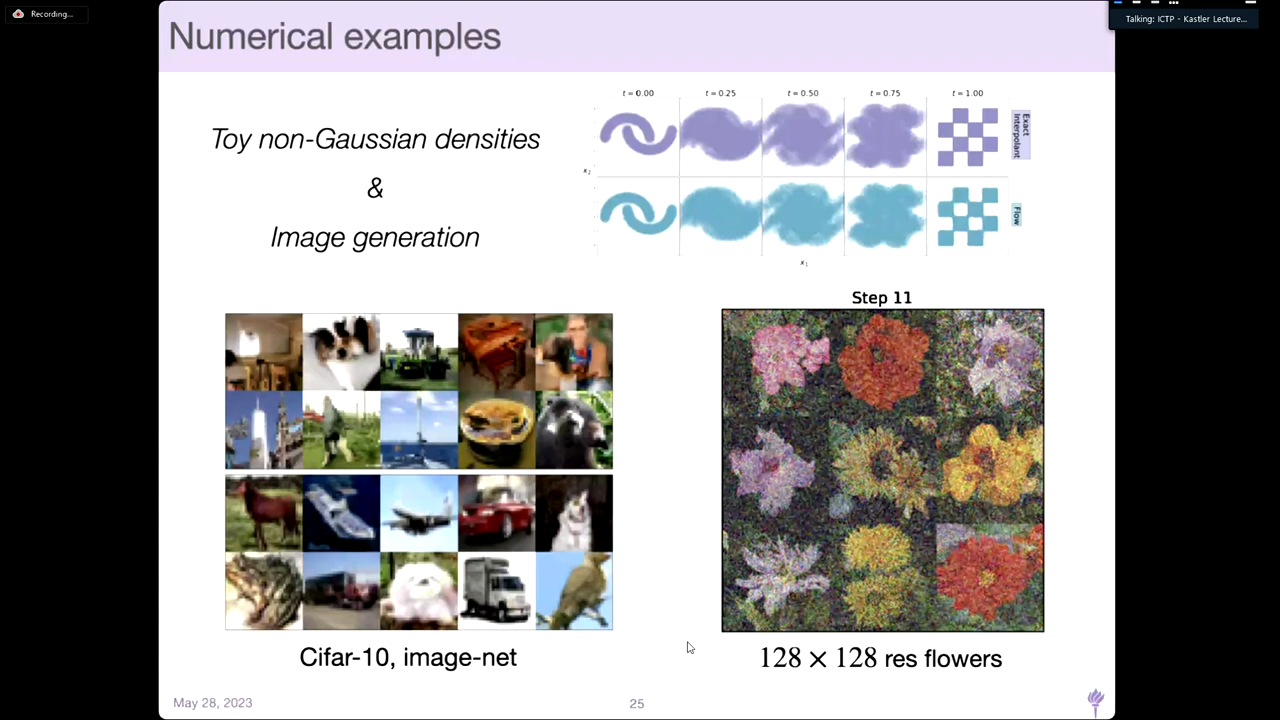 Recording...
Talking: ICTP - Kastler Lecture...
Numerical examples
Toy non-Gaussian densities
&
Image generation
t = 0.00 t = 0.25 t = 0.50 t = 0.75 t = 1.00
Exact
Interpolant
x₂
Flow
x₁
Step 11
Cifar-10, image-net
128 × 128 res flowers
May 28, 2023
25